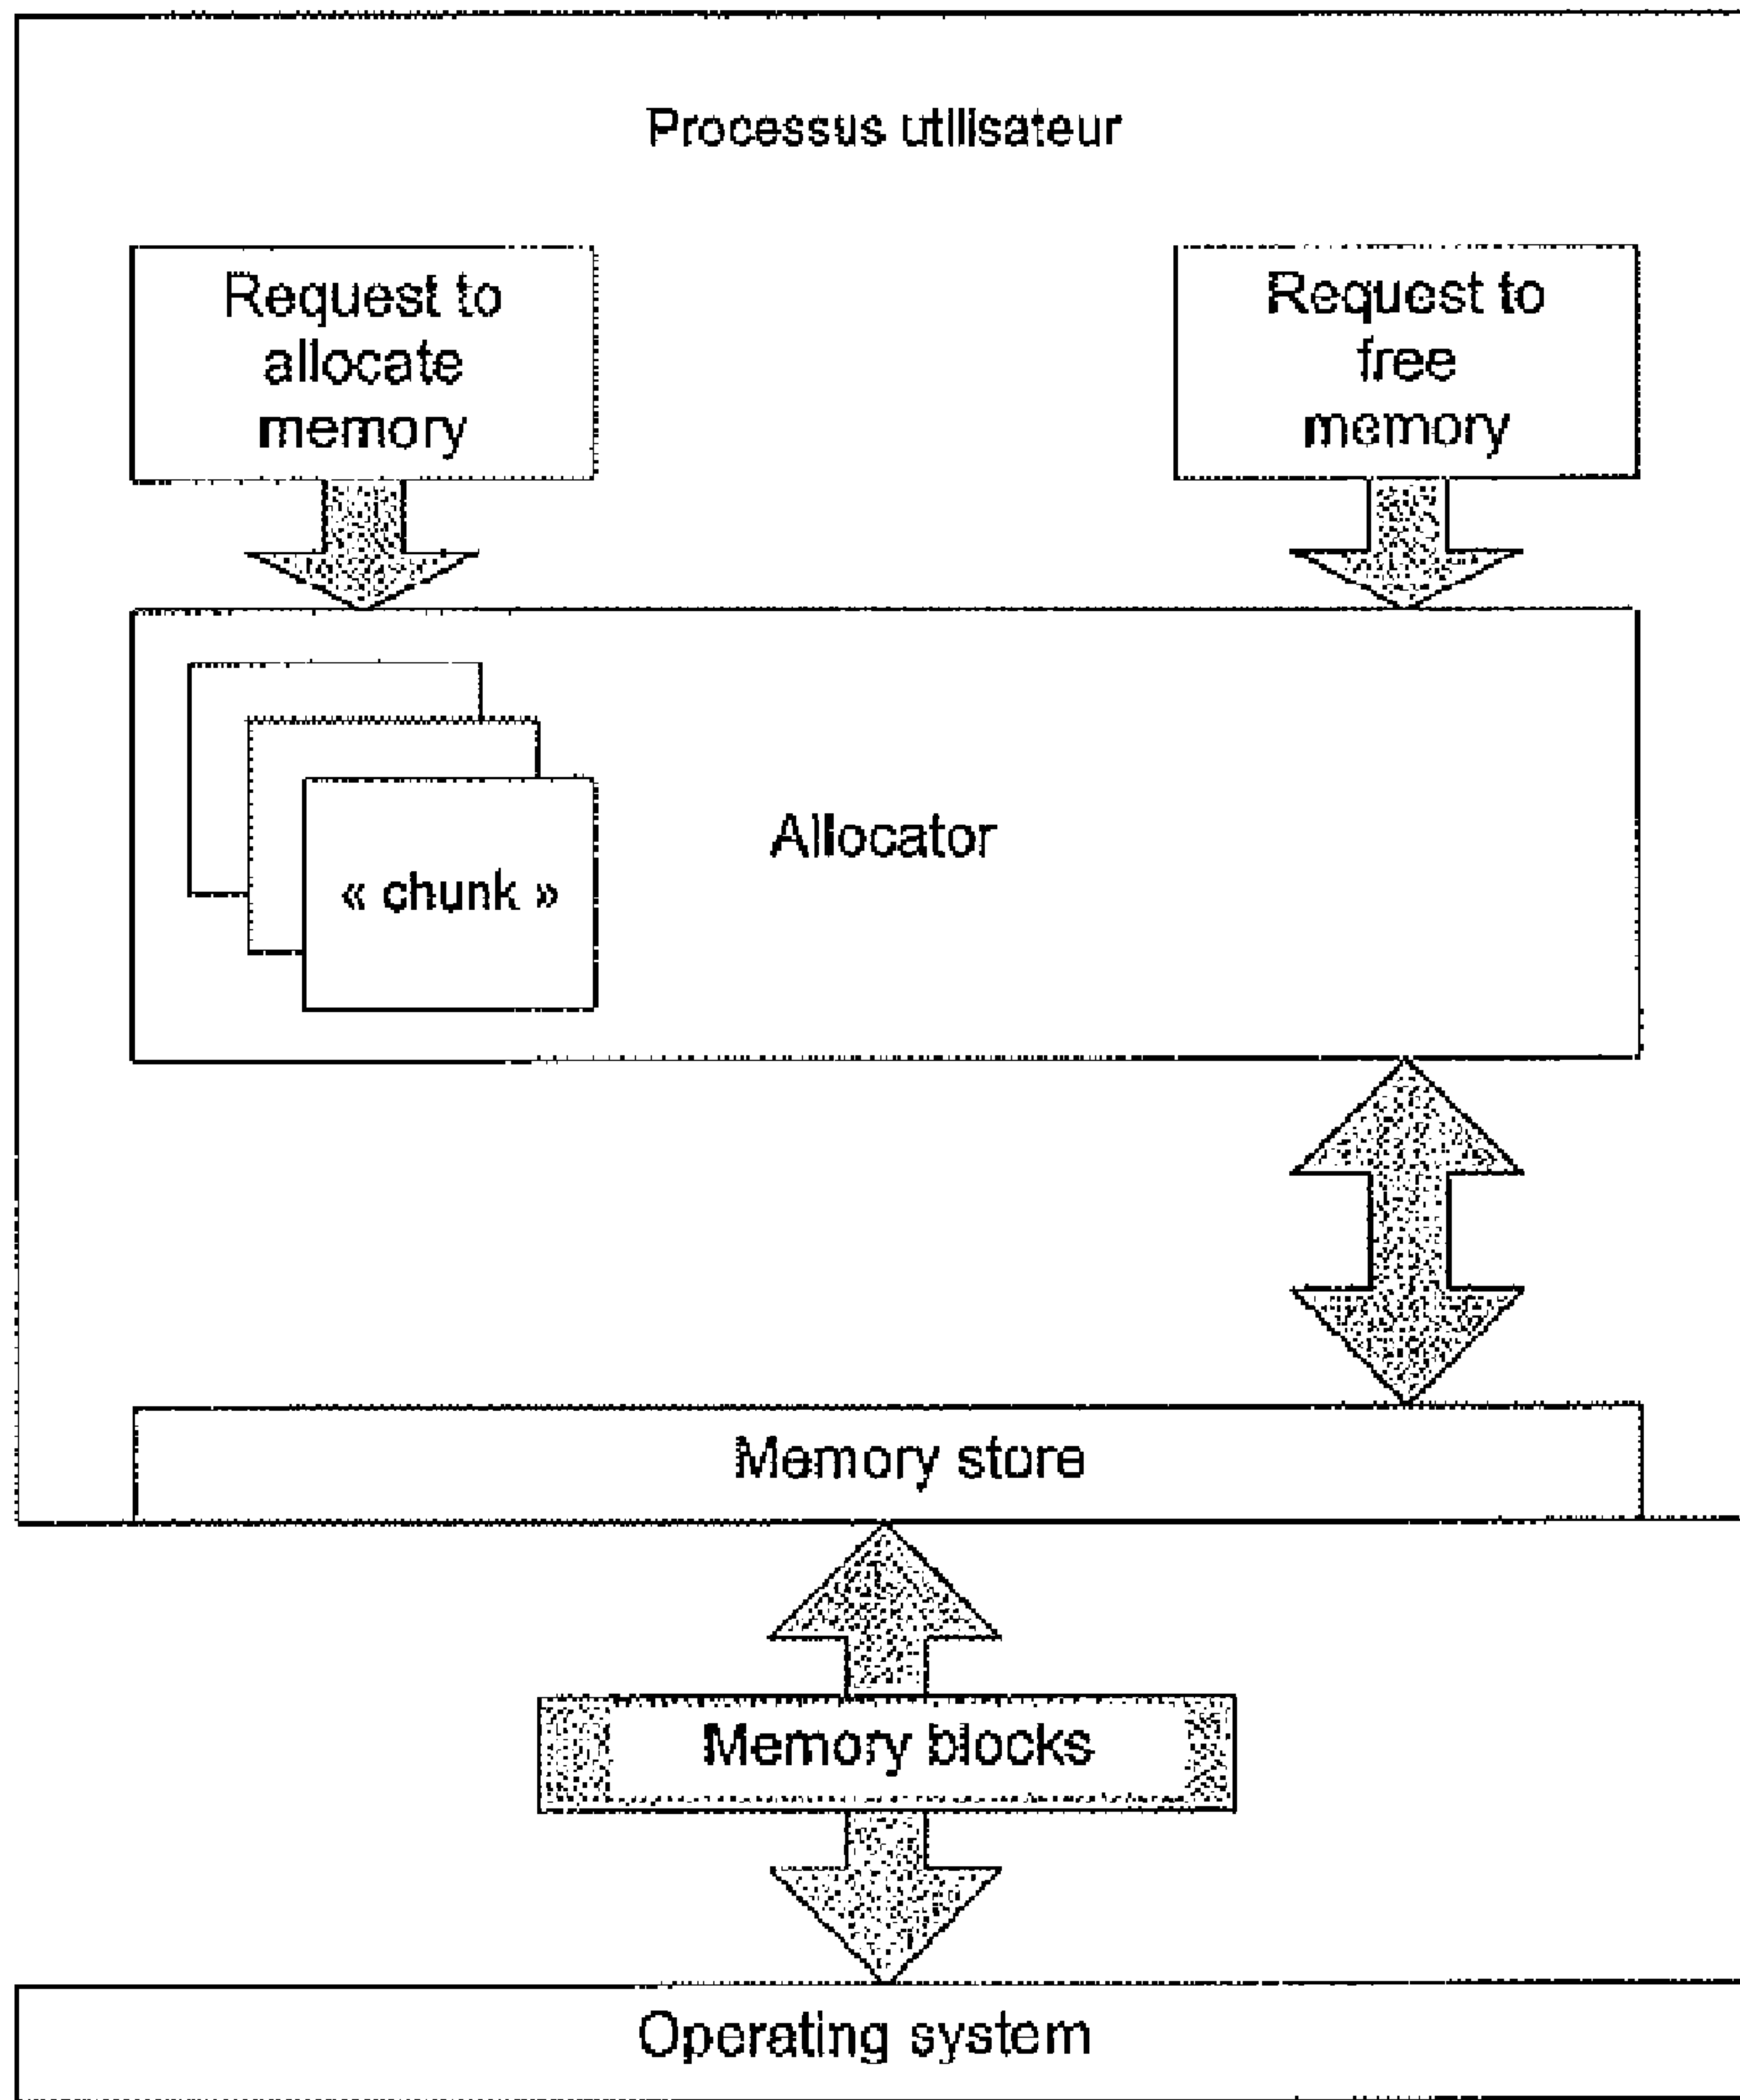 Processus utilisateur
Request to
allocate
memory
Request to
free
memory
Allocator
« chunk »
Memory store
Memory blocks
Operating system